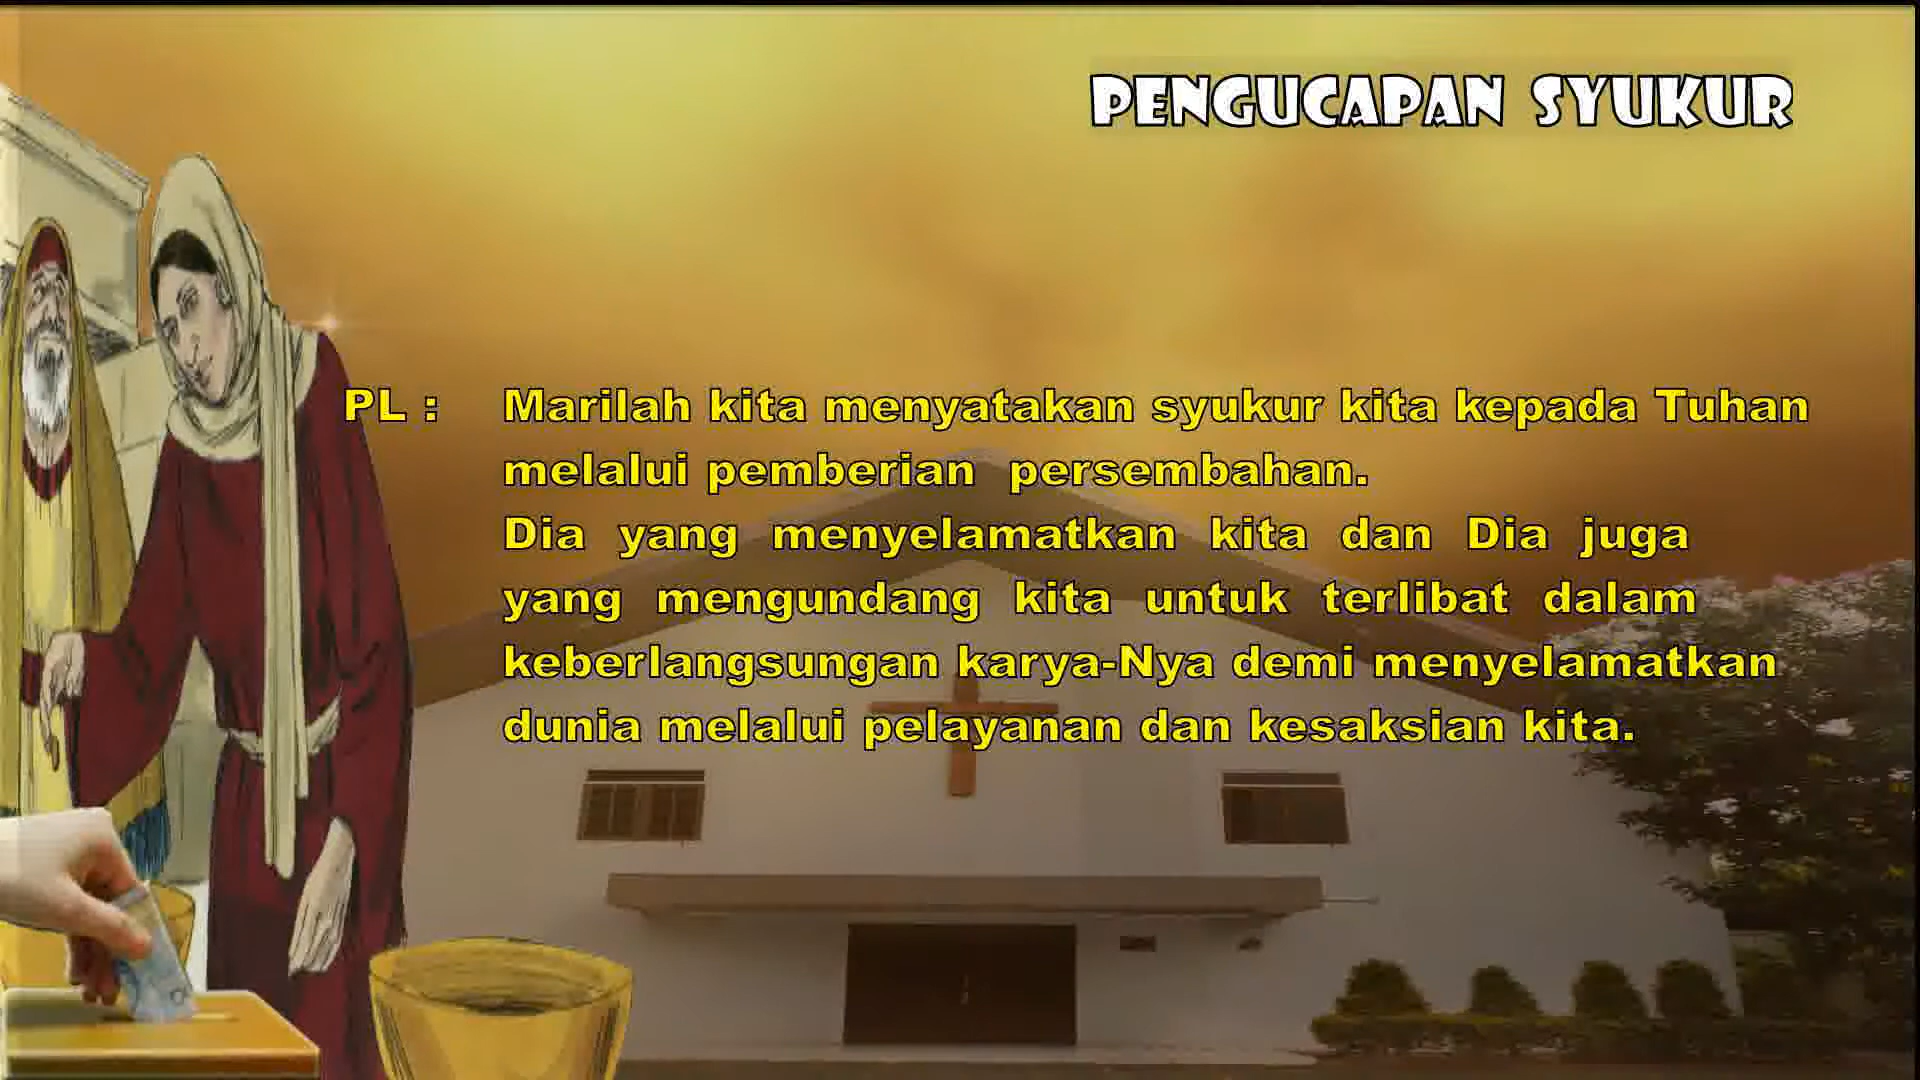 PENGUCAPAN SYUKUR
PL : Marilah kita menyatakan syukur kita kepada Tuhan
melalui pemberian persembahan.
Dia yang menyelamatkan kita dan Dia juga
yang mengundang kita untuk terlibat dalam
keberlangsungan karya-Nya demi menyelamatkan
dunia melalui pelayanan dan kesaksian kita.